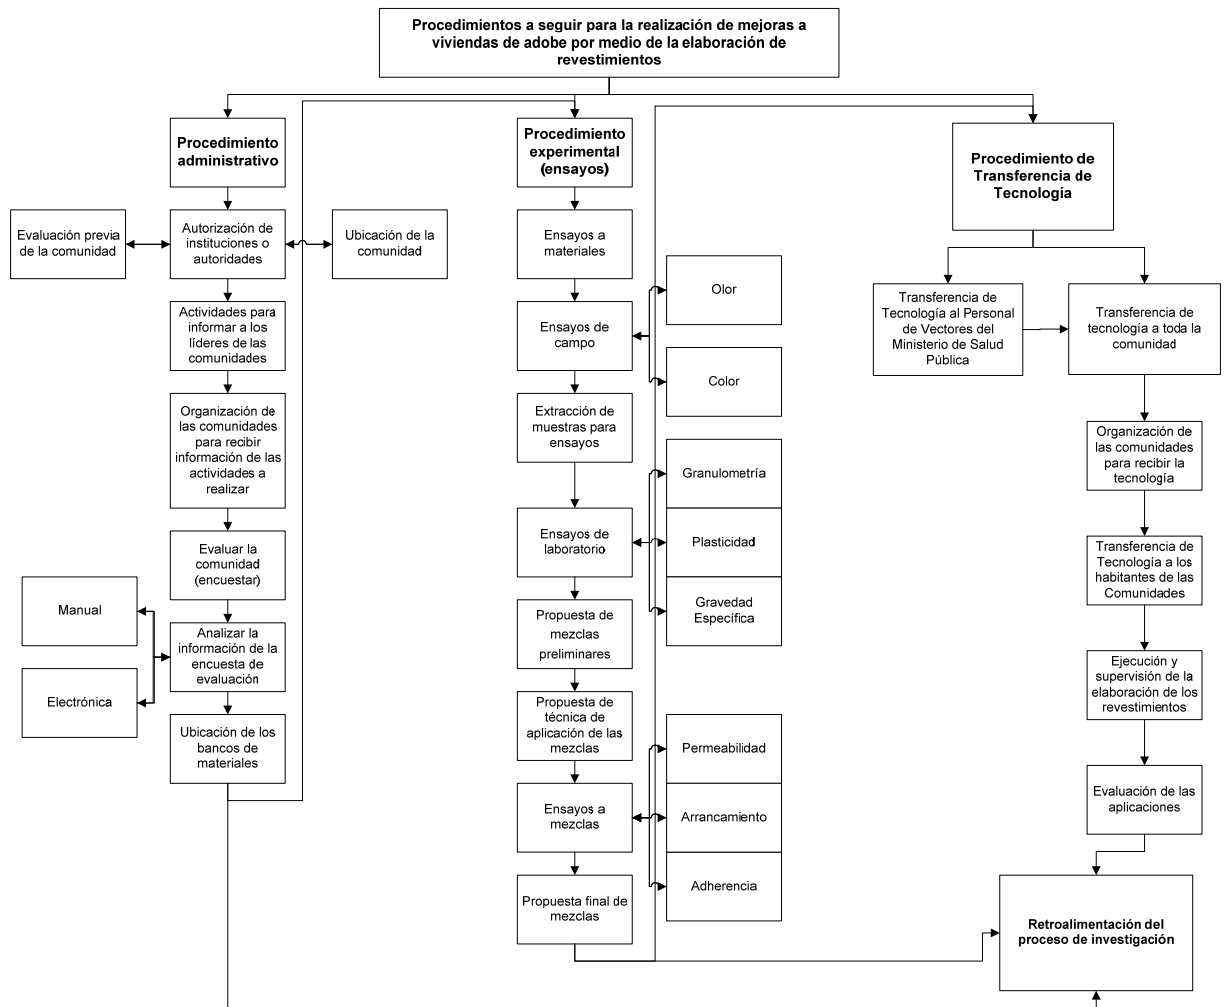 Procedimientos a seguir para la realización de mejoras a
viviendas de adobe por medio de la elaboración de
revestimientos
Procedimiento
administrativo
Evaluación previa
de la comunidad
Autorización de
instituciones o
autoridades
Ubicación de la
comunidad
Actividades para
informar a los
líderes de las
comunidades
Organización de
las comunidades
para recibir
información de las
actividades a
realizar
Evaluar la
comunidad
(encuestar)
Manual
Electrónica
Analizar la
información de la
encuesta de
evaluación
Ubicación de los
bancos de
materiales
Procedimiento
experimental
(ensayos)
Ensayos a
materiales
Ensayos de
campo
Olor
Color
Extracción de
muestras para
ensayos
Ensayos de
laboratorio
Granulometría
Plasticidad
Gravedad
Específica
Propuesta de
mezclas
preliminares
Propuesta de
técnica de
aplicación de las
mezclas
Ensayos a
mezclas
Permeabilidad
Arrancamiento
Adherencia
Propuesta final de
mezclas
Procedimiento de
Transferencia de
Tecnología
Transferencia de
Tecnología al Personal
de Vectores del
Ministerio de Salud
Pública
Transferencia de
tecnología a toda la
comunidad
Organización de
las comunidades
para recibir la
tecnología
Transferencia de
Tecnología a los
habitantes de las
Comunidades
Ejecución y
supervisión de la
elaboración de los
revestimientos
Evaluación de las
aplicaciones
Retroalimentación del
proceso de investigación